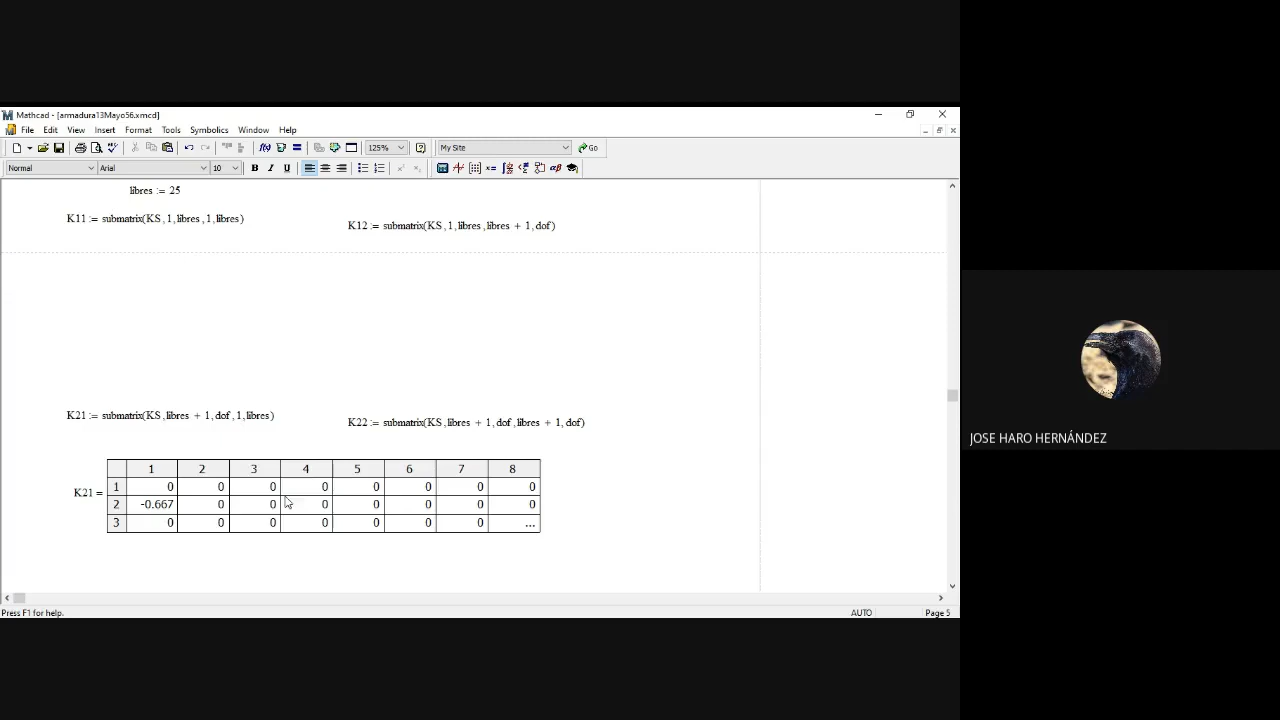 Mathcad - [armadura13Mayo56.xmcd]
File Edit View Insert Format Tools Symbolics Window Help
125% My Site Go
Normal Arial 10 B I U
libres := 25
K11 := submatrix(KS,1,libres,1,libres)
K12 := submatrix(KS,1,libres,libres + 1,dof)
K21 := submatrix(KS,libres + 1,dof,1,libres)
K22 := submatrix(KS,libres + 1,dof,libres + 1,dof)
1 2 3 4 5 6 7 8
1 0 0 0 0 0 0 0 0
K21 =
2 -0.667 0 0 0 0 0 0 0
3 0 0 0 0 0 0 0 ...
Press F1 for help. AUTO Page 5
JOSE HARO HERNÁNDEZ